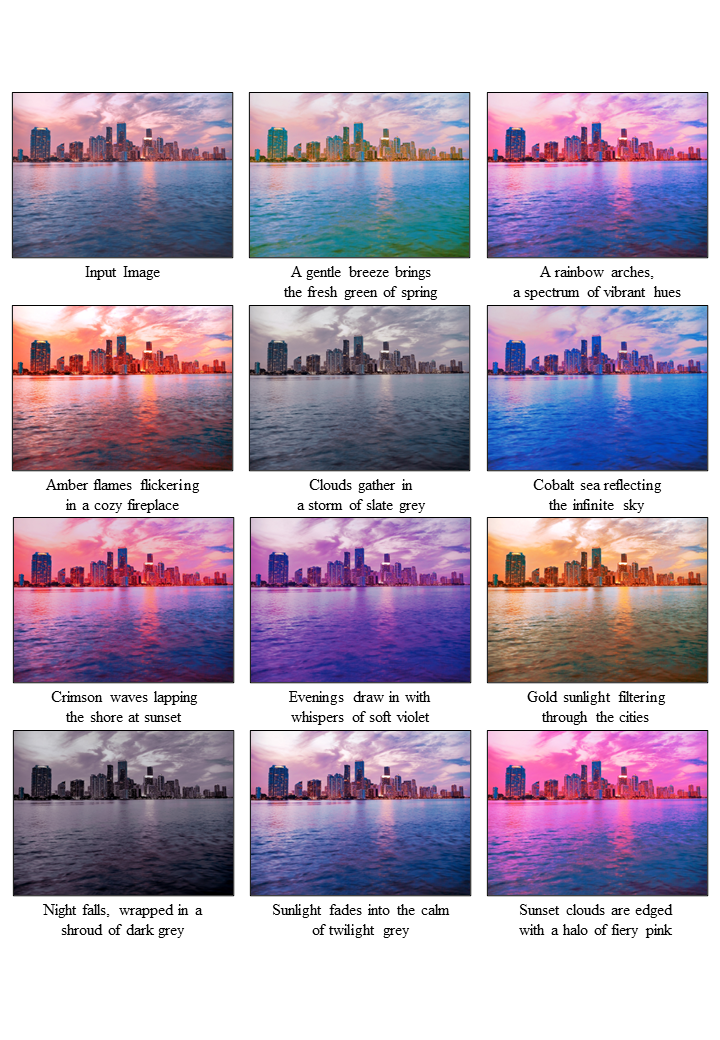 Input Image
A gentle breeze brings
the fresh green of spring
A rainbow arches,
a spectrum of vibrant hues
Amber flames flickering
in a cozy fireplace
Clouds gather in
a storm of slate grey
Cobalt sea reflecting
the infinite sky
Crimson waves lapping
the shore at sunset
Evenings draw in with
whispers of soft violet
Gold sunlight filtering
through the cities
Night falls, wrapped in a
shroud of dark grey
Sunlight fades into the calm
of twilight grey
Sunset clouds are edged
with a halo of fiery pink